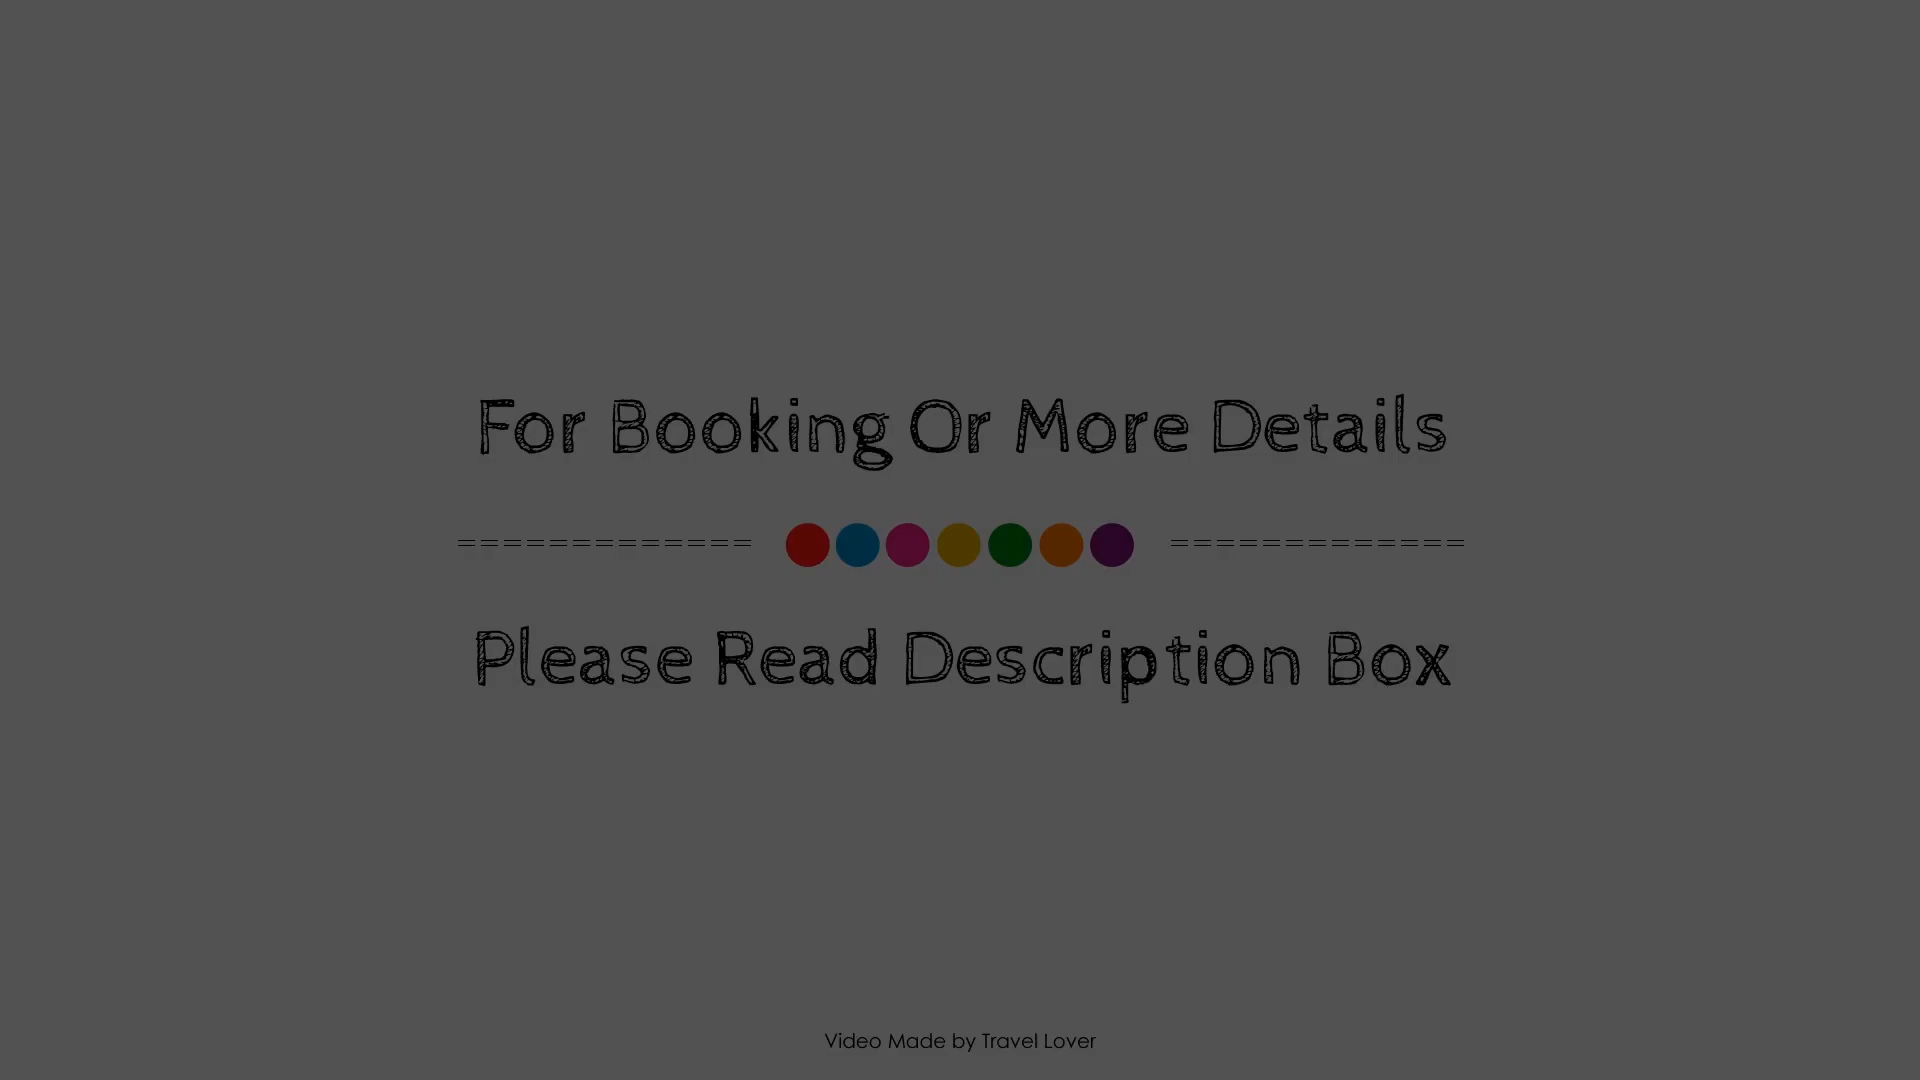 For Booking Or More Details
============= =============
Please Read Description Box
Video Made by Travel Lover